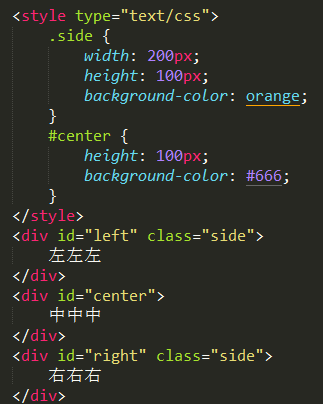 <style type="text/css">
.side {
width: 200px;
height: 100px;
background-color: orange;
}
#center {
height: 100px;
background-color: #666;
}
</style>
<div id="left" class="side">
左左左
</div>
<div id="center">
中中中
</div>
<div id="right" class="side">
右右右
</div>